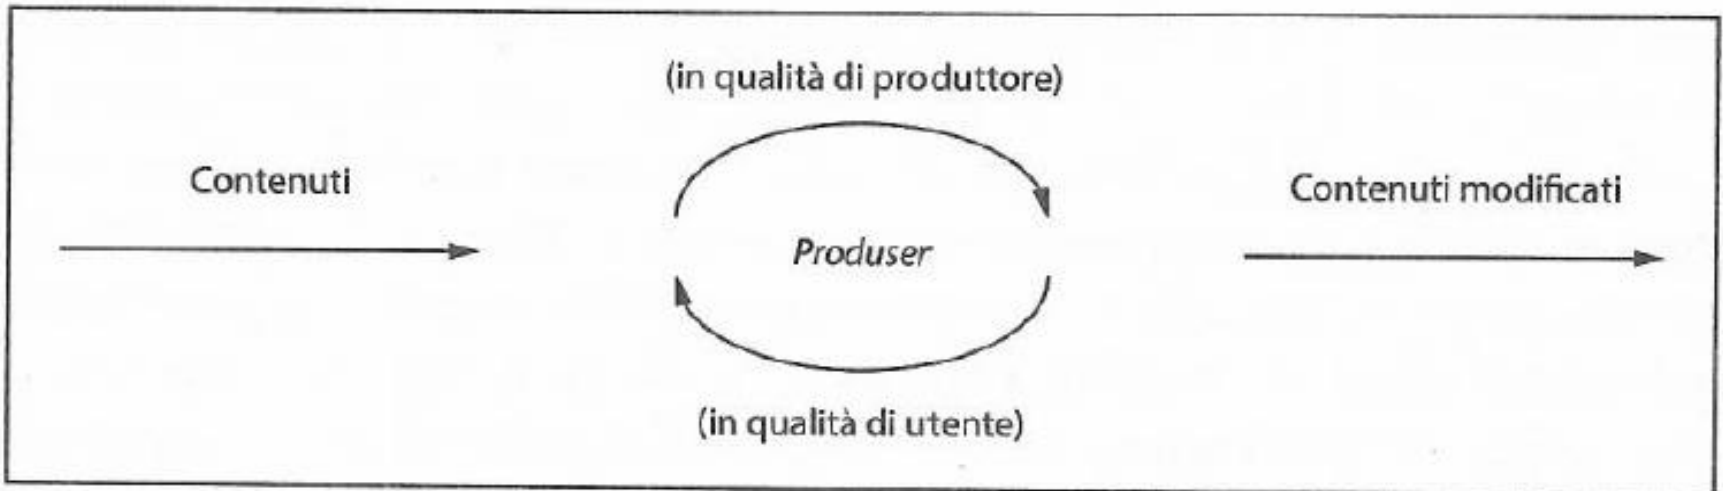 (in qualità di produttore)
Contenuti
Contenuti modificati
Produser
(in qualità di utente)